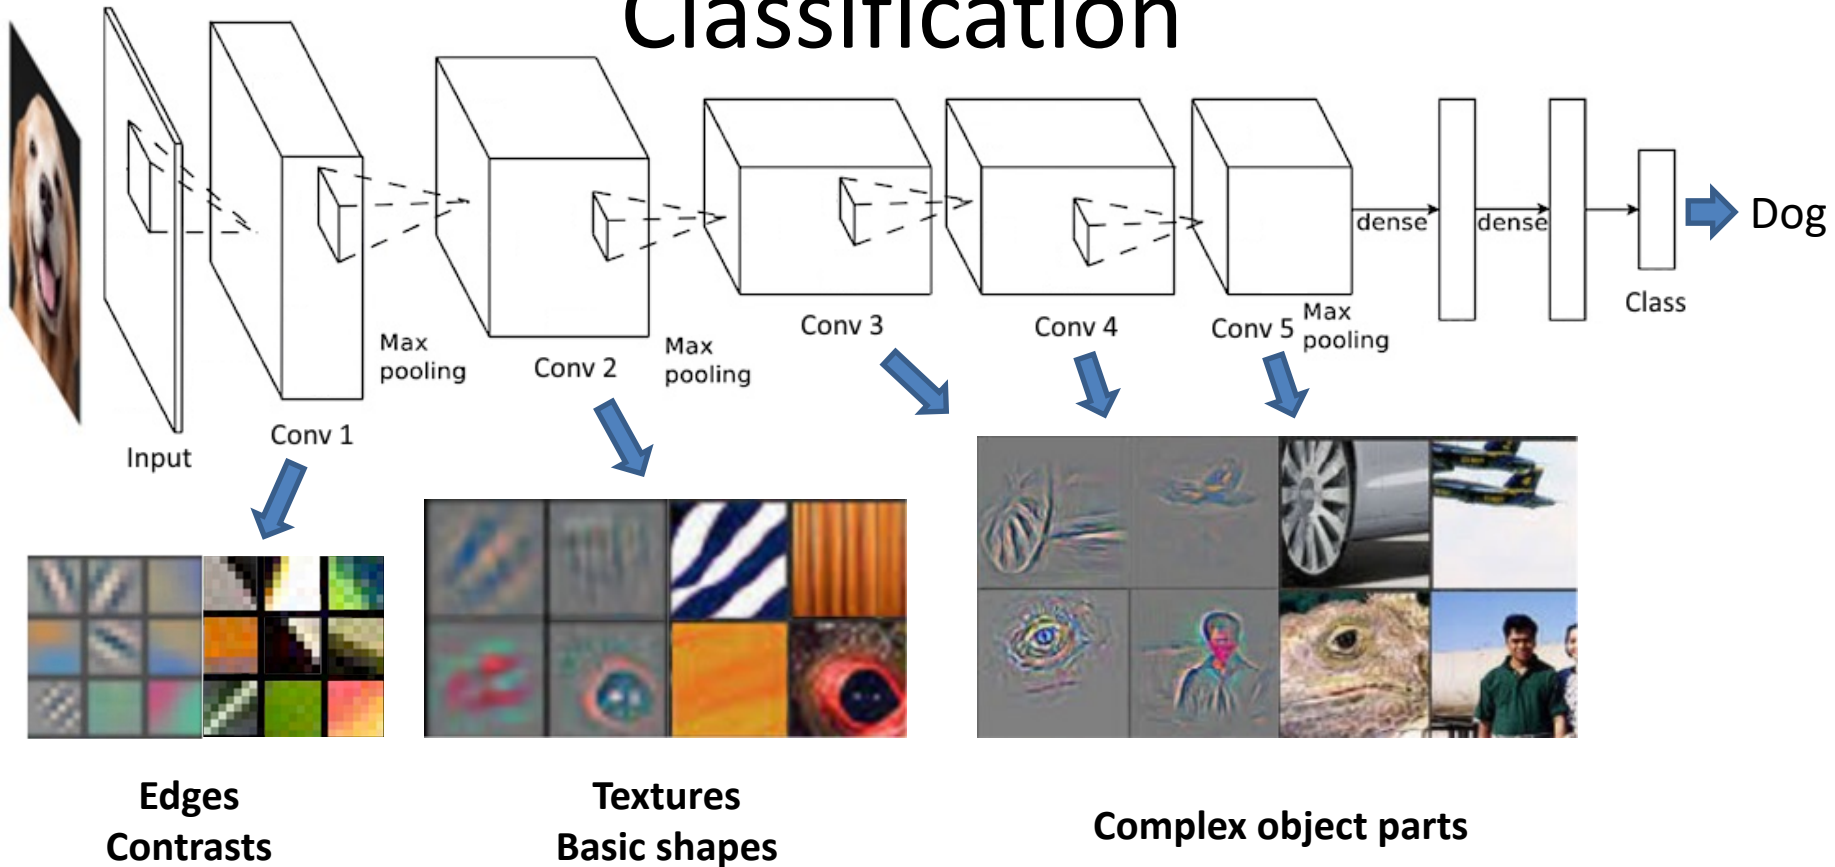 Classification
dense
dense
Dog
Class
Max
pooling
Conv 5
Conv 4
Conv 3
Max
pooling
Conv 2
Max
pooling
Conv 1
Input
Edges
Contrasts
Textures
Basic shapes
Complex object parts